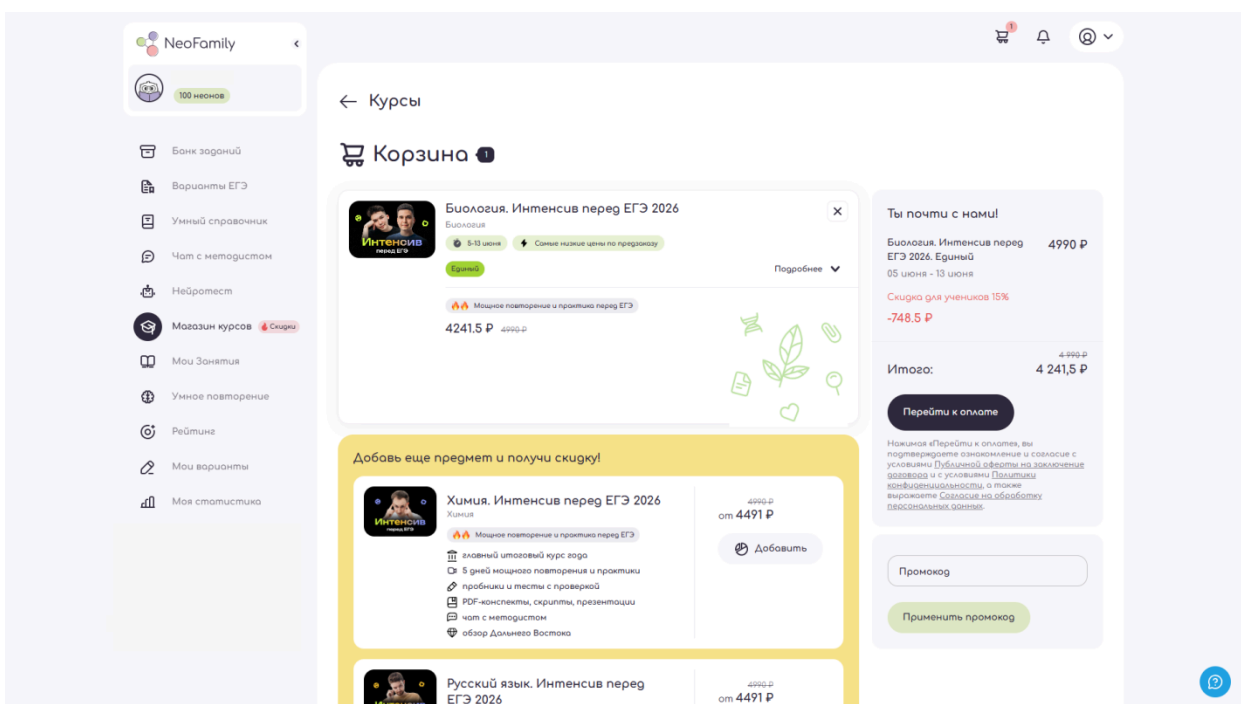 NeoFamily
100 неонов
Банк заданий
Варианты ЕГЭ
Умный справочник
Чат с методистом
Нейротест
Магазин курсов Скидки
Мои Занятия
Умное повторение
Рейтинг
Мои варианты
Моя статистика
1
Курсы
Корзина 1
Интенсив
перед ЕГЭ
Биология. Интенсив перед ЕГЭ 2026
Биология
5-13 июня Самые низкие цены по предзаказу
Единый
Подробнее
Мощное повторение и практика перед ЕГЭ
4241.5 ₽ 4990 ₽
Добавь еще предмет и получи скидку!
Интенсив
перед ЕГЭ
Химия. Интенсив перед ЕГЭ 2026
Химия
Мощное повторение и практика перед ЕГЭ
главный итоговый курс года
5 дней мощного повторения и практики
пробники и тесты с проверкой
PDF-конспекты, скрипты, презентации
чат с методистом
обзор Дальнего Востока
4990 ₽
от 4491 ₽
Добавить
Интенсив
Русский язык. Интенсив перед
ЕГЭ 2026
4990 ₽
от 4491 ₽
Ты почти с нами!
Биология. Интенсив перед 4990 ₽
ЕГЭ 2026. Единый
05 июня - 13 июня
Скидка для учеников 15%
-748.5 ₽
4 990 ₽
Итого: 4 241,5 ₽
Перейти к оплате
Нажимая «Перейти к оплате», вы
подтверждаете ознакомление и согласие с
условиями Публичной оферты на заключение
договора и с условиями Политики
конфиденциальности, а также
выражаете Согласие на обработку
персональных данных.
Промокод
Применить промокод